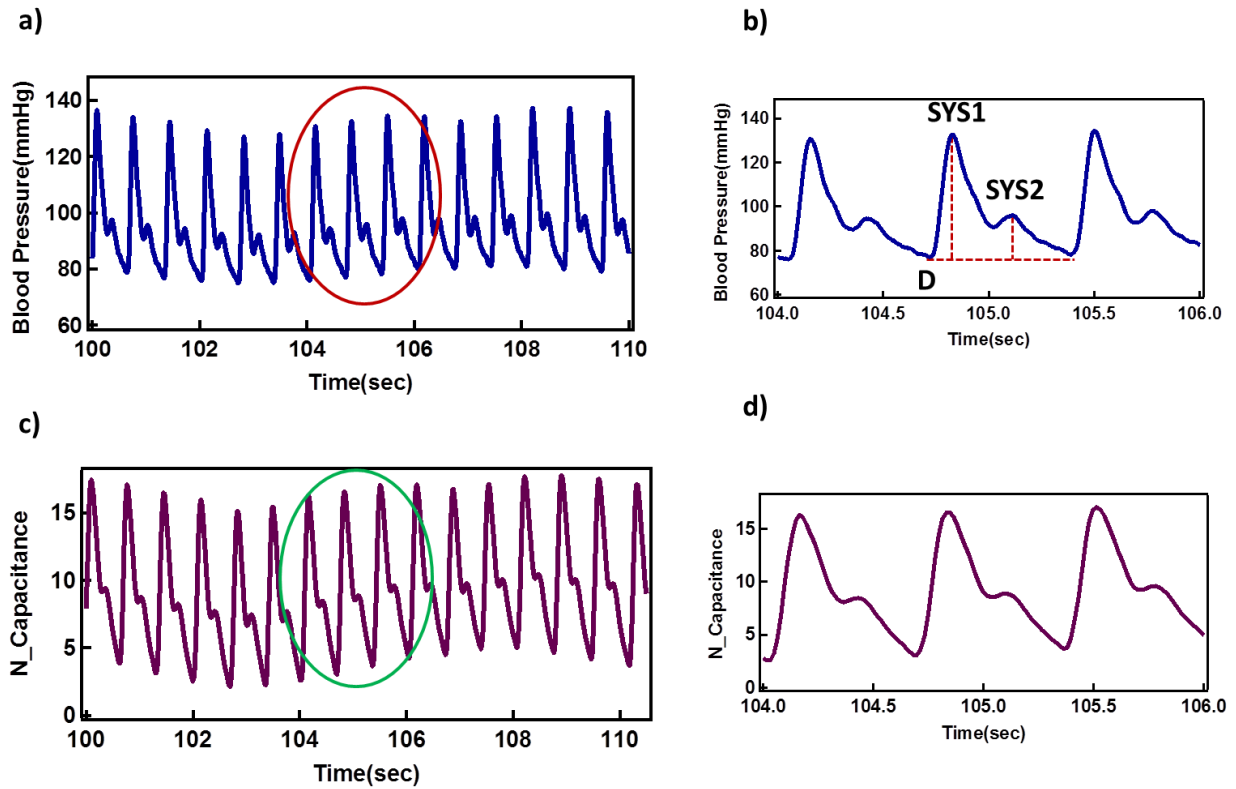 a)
Blood Pressure(mmHg)
140
120
100
80
60
100
102
104
106
108
110
Time(sec)
b)
Blood Pressure(mmHg)
140
120
100
80
60
SYS1
SYS2
D
104.0
104.5
105.0
105.5
106.0
Time(sec)
c)
N_Capacitance
15
10
5
0
100
102
104
106
108
110
Time(sec)
d)
N_Capacitance
15
10
5
0
104.0
104.5
105.0
105.5
106.0
Time(sec)